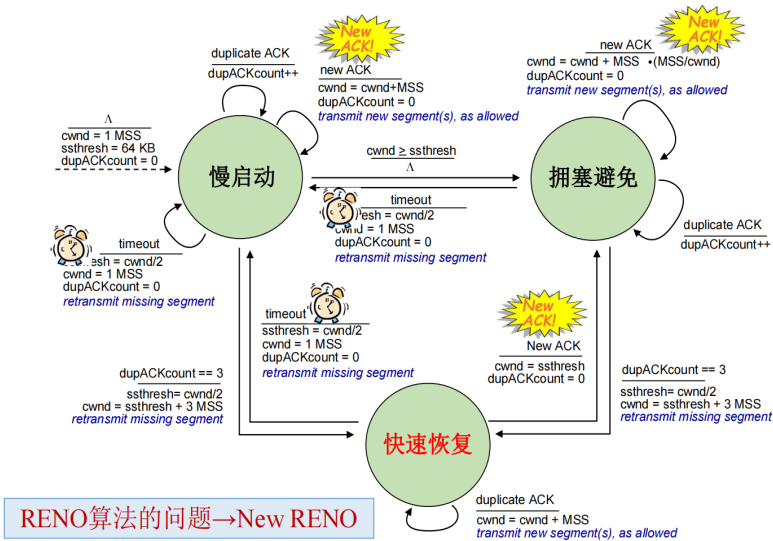 New
ACK!
duplicate ACK
dupACKcount++
new ACK
cwnd = cwnd+MSS
dupACKcount = 0
transmit new segment(s), as allowed
New
ACK!
new ACK
cwnd = cwnd + MSS •(MSS/cwnd)
dupACKcount = 0
transmit new segment(s), as allowed
Λ
cwnd = 1 MSS
ssthresh = 64 KB
dupACKcount = 0
慢启动
cwnd ≥ ssthresh
Λ
拥塞避免
timeout
= cwnd/2
cwnd = 1 MSS
dupACKcount = 0
retransmit missing segment
timeout
= cwnd/2
cwnd = 1 MSS
dupACKcount = 0
retransmit missing segment
duplicate ACK
dupACKcount++
timeout
ssthresh = cwnd/2
cwnd = 1 MSS
dupACKcount = 0
retransmit missing segment
New
ACK!
New ACK
cwnd = ssthresh
dupACKcount = 0
dupACKcount == 3
ssthresh= cwnd/2
cwnd = ssthresh + 3 MSS
retransmit missing segment
dupACKcount == 3
ssthresh= cwnd/2
cwnd = ssthresh + 3 MSS
retransmit missing segment
快速恢复
duplicate ACK
cwnd = cwnd + MSS
transmit new segment(s), as allowed
RENO算法的问题→New RENO